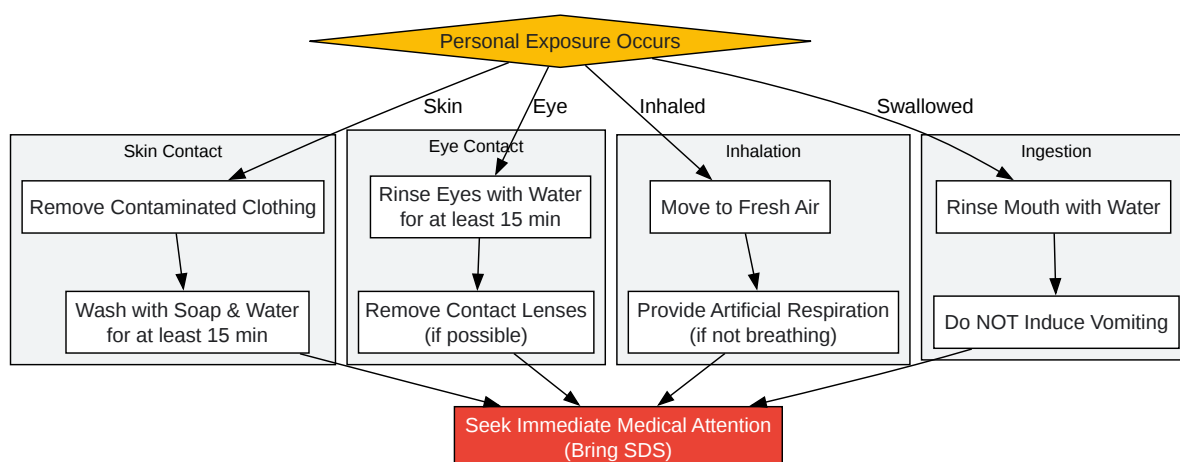 Personal Exposure Occurs
Skin
Eye
Inhaled
Swallowed
Skin Contact
Eye Contact
Inhalation
Ingestion
Remove Contaminated Clothing
Rinse Eyes with Water
for at least 15 min
Move to Fresh Air
Rinse Mouth with Water
Wash with Soap & Water
for at least 15 min
Remove Contact Lenses
(if possible)
Provide Artificial Respiration
(if not breathing)
Do NOT Induce Vomiting
Seek Immediate Medical Attention
(Bring SDS)